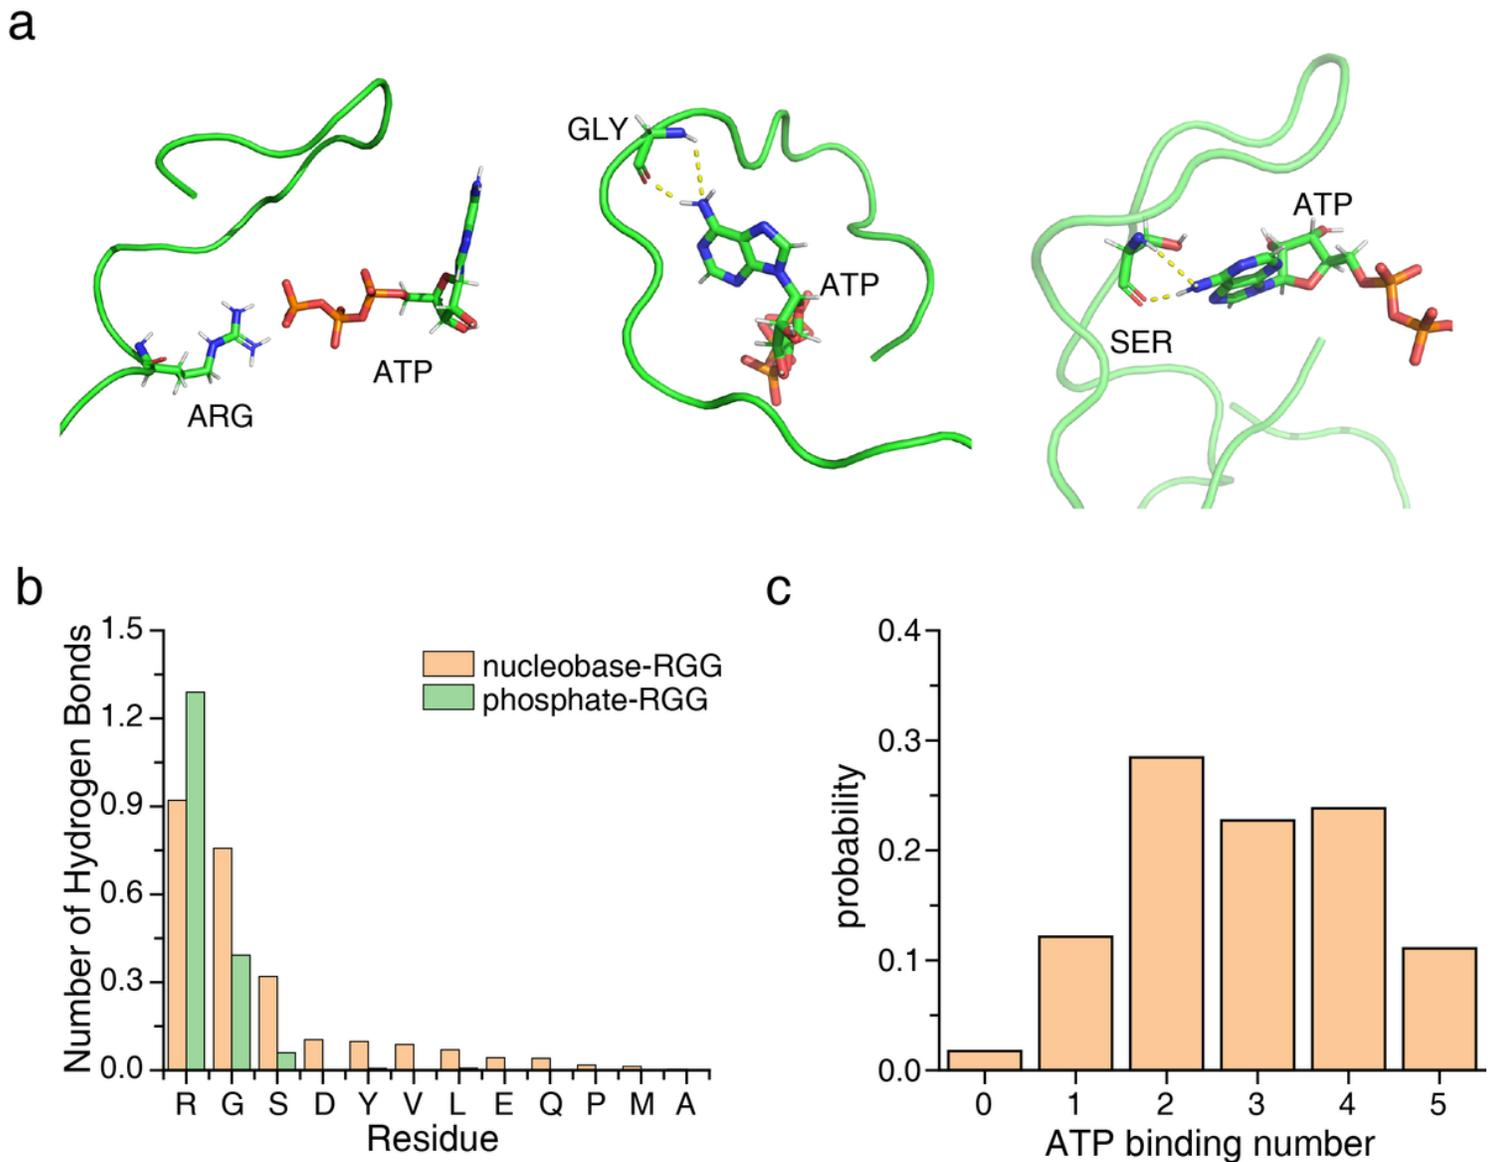 a
GLY
ATP
ATP
SER
ATP
ARG
b
Number of Hydrogen Bonds
1.5
1.2
0.9
0.6
0.3
0.0
nucleobase-RGG
phosphate-RGG
R G S D Y V L E Q P M A
Residue
c
probability
0.4
0.3
0.2
0.1
0.0
0 1 2 3 4 5
ATP binding number